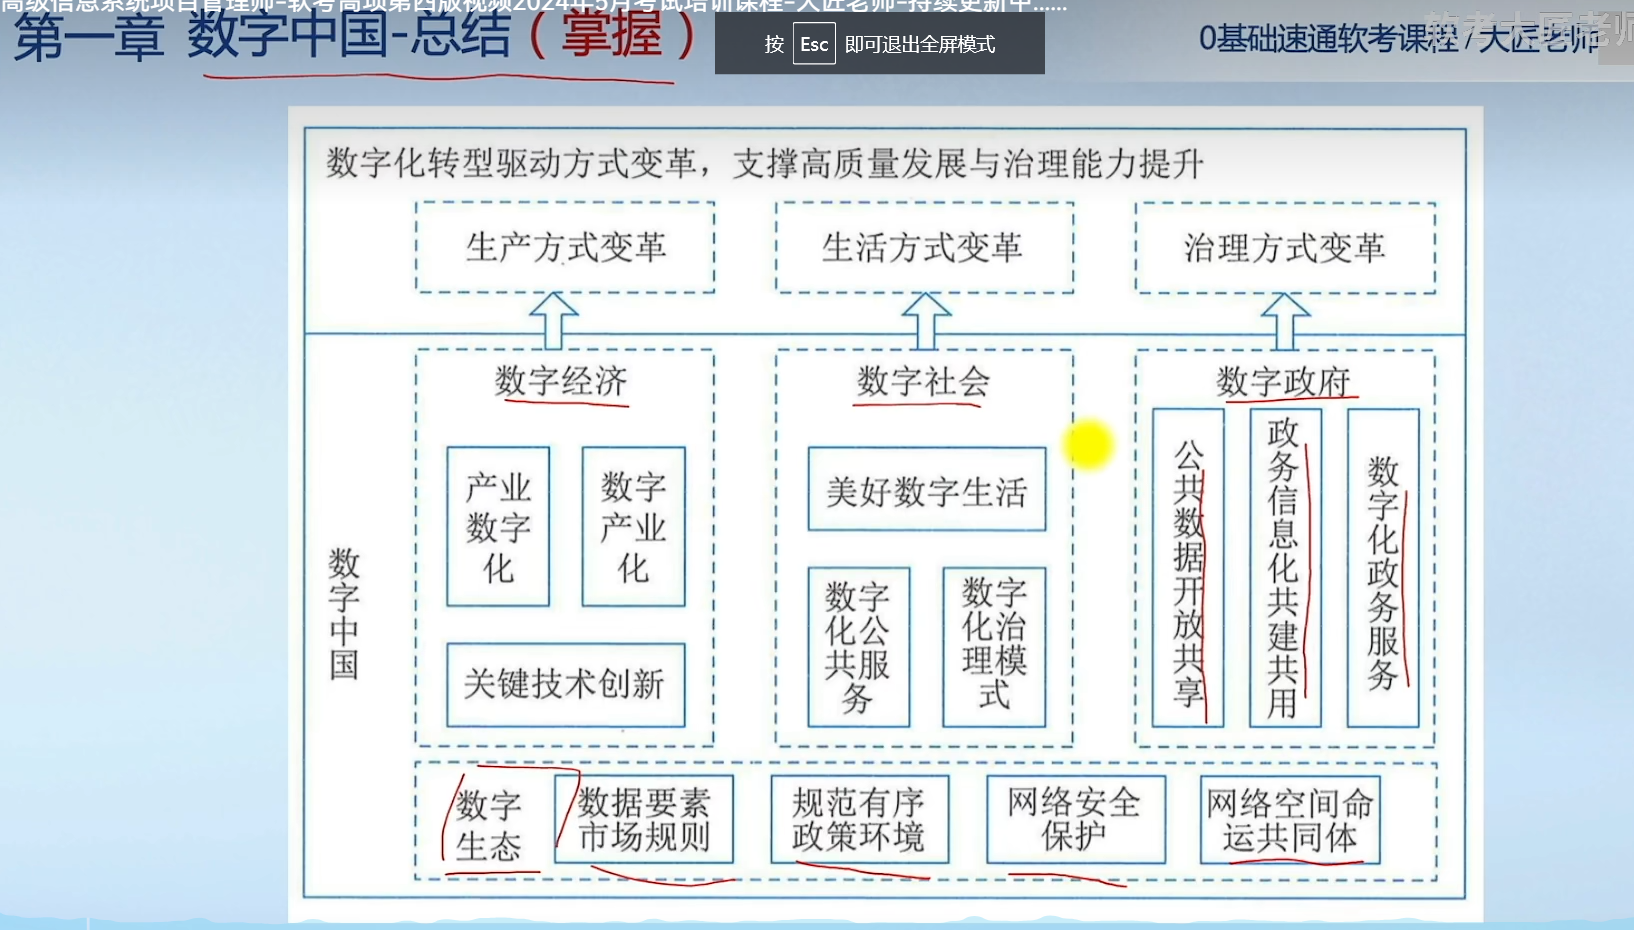 高级信息系统项目管理师-软考高项第四版视频2024年5月考试培训课程-大匠老师-持续更新中......
第一章 数字中国-总结（掌握）
按 Esc 即可退出全屏模式
0基础速通软考课程 / 大匠老师
软考大匠老师
数字化转型驱动方式变革，支撑高质量发展与治理能力提升
生产方式变革
生活方式变革
治理方式变革
数字中国
数字经济
产业
数字
化
数字
产业
化
关键技术创新
数字社会
美好数字生活
数字
化公
共服
务
数字
化治
理模
式
数字政府
公共数据开放共享
政务信息化共建共用
数字化政务服务
数字
生态
数据要素
市场规则
规范有序
政策环境
网络安全
保护
网络空间命
运共同体